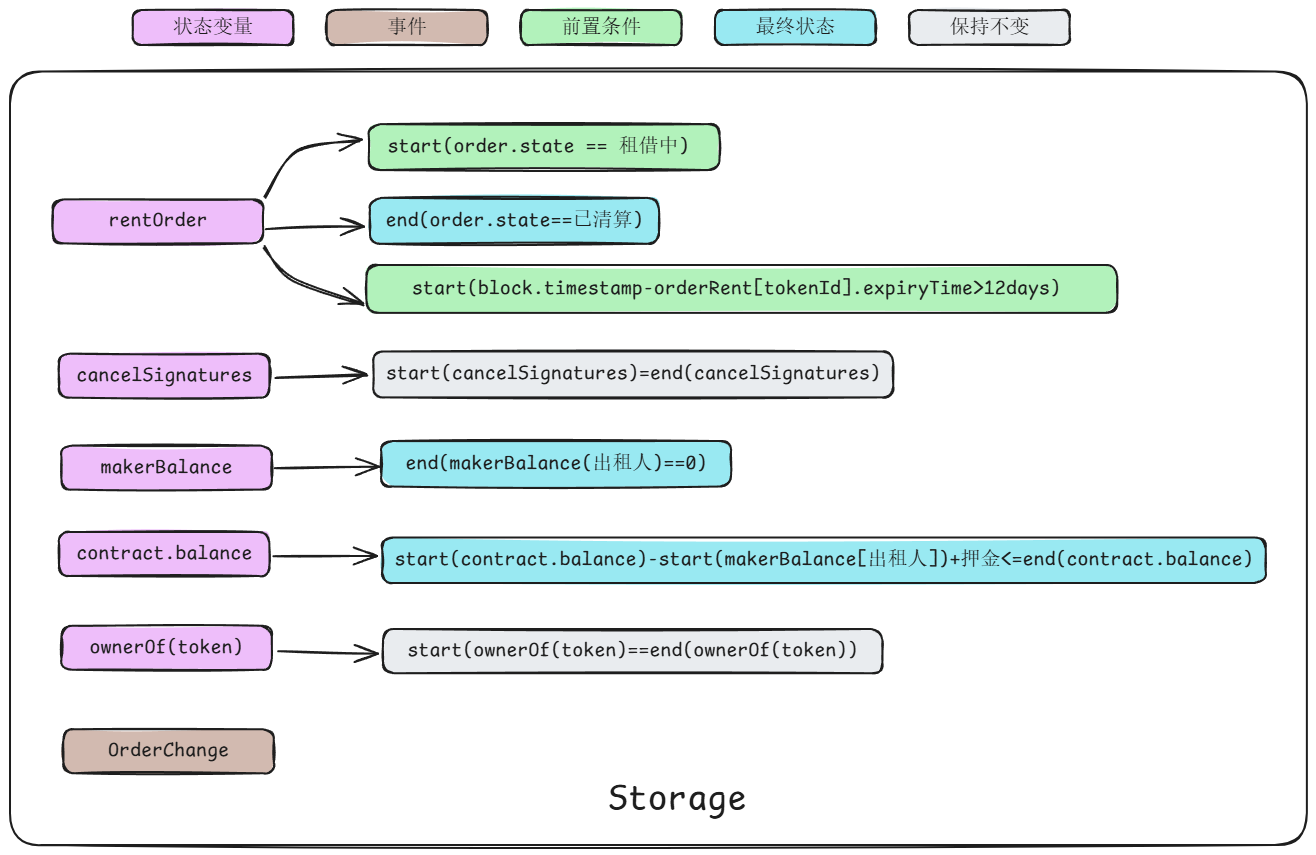 状态变量
事件
前置条件
最终状态
保持不变
start(order.state == 租借中)
rentOrder
end(order.state==已清算)
start(block.timestamp-orderRent[tokenId].expiryTime>12days)
cancelSignatures
start(cancelSignatures)=end(cancelSignatures)
makerBalance
end(makerBalance(出租人)==0)
contract.balance
start(contract.balance)-start(makerBalance[出租人])+押金<=end(contract.balance)
ownerOf(token)
start(ownerOf(token)==end(ownerOf(token))
OrderChange
Storage